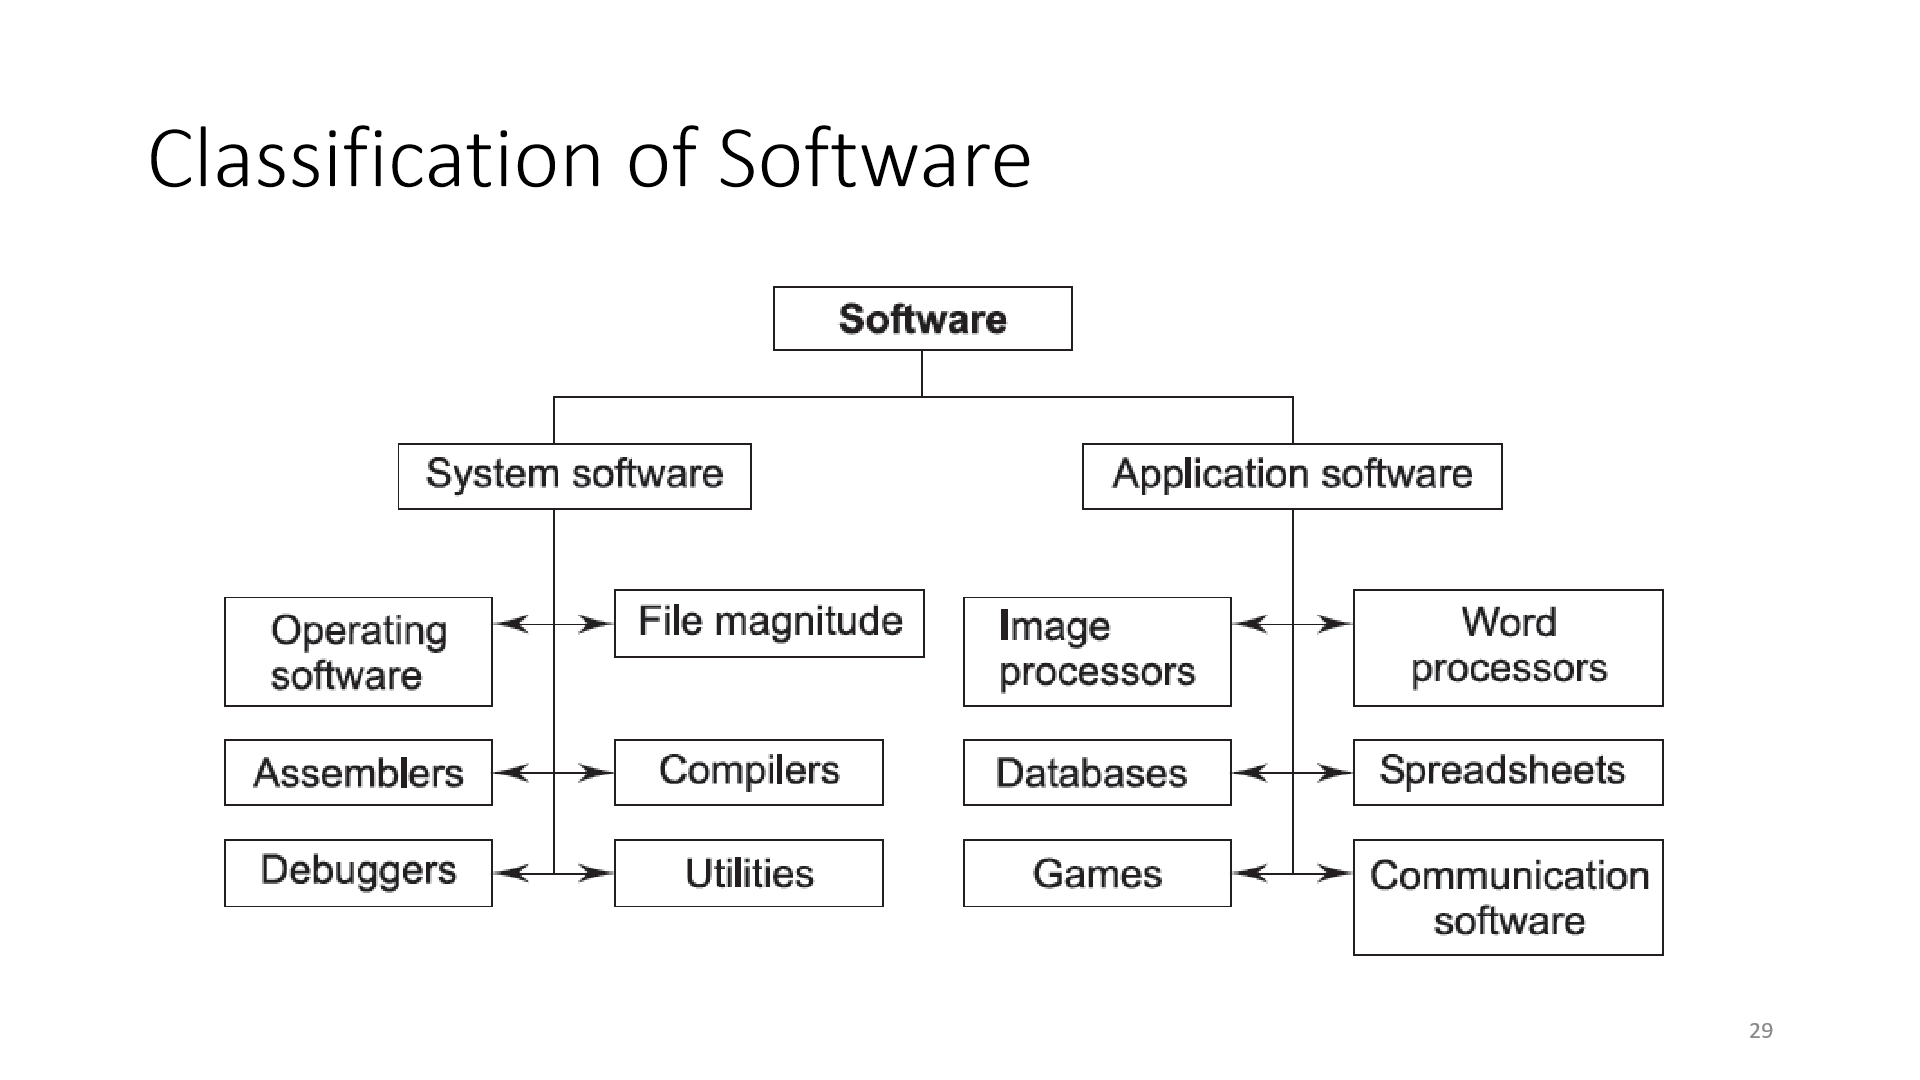 Classification of Software
Software
System software
Application software
Operating
software
File magnitude
Image
processors
Word
processors
Assemblers
Compilers
Databases
Spreadsheets
Debuggers
Utilities
Games
Communication
software
29